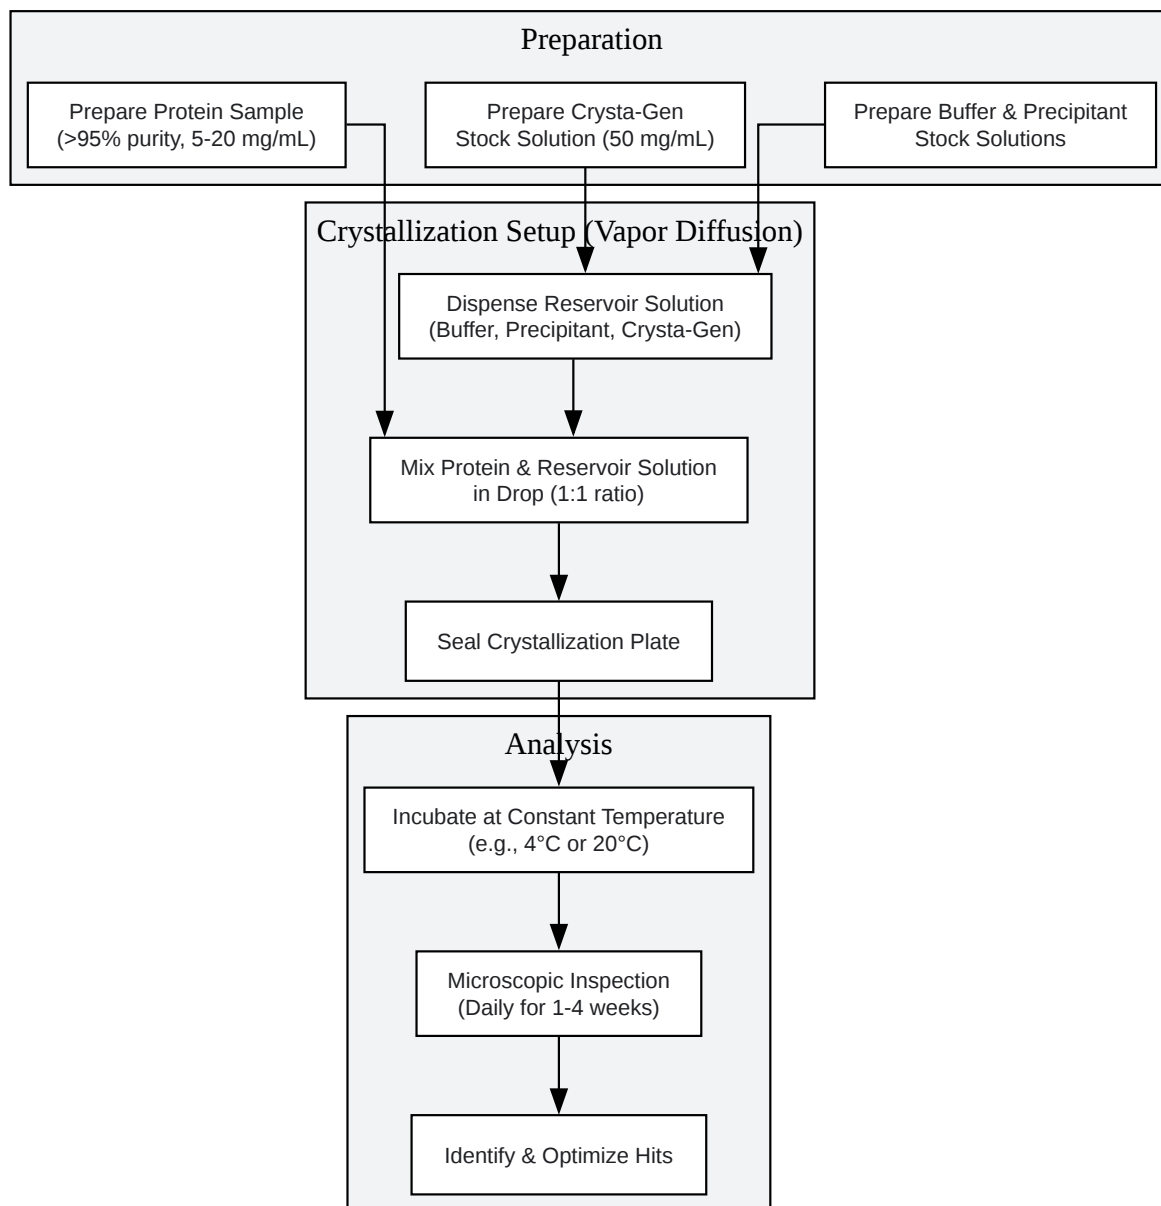 Preparation
Prepare Protein Sample
(>95% purity, 5-20 mg/mL)
Prepare Crysta-Gen
Stock Solution (50 mg/mL)
Prepare Buffer & Precipitant
Stock Solutions
Crystallization Setup (Vapor Diffusion)
Dispense Reservoir Solution
(Buffer, Precipitant, Crysta-Gen)
Mix Protein & Reservoir Solution
in Drop (1:1 ratio)
Seal Crystallization Plate
Analysis
Incubate at Constant Temperature
(e.g., 4°C or 20°C)
Microscopic Inspection
(Daily for 1-4 weeks)
Identify & Optimize Hits